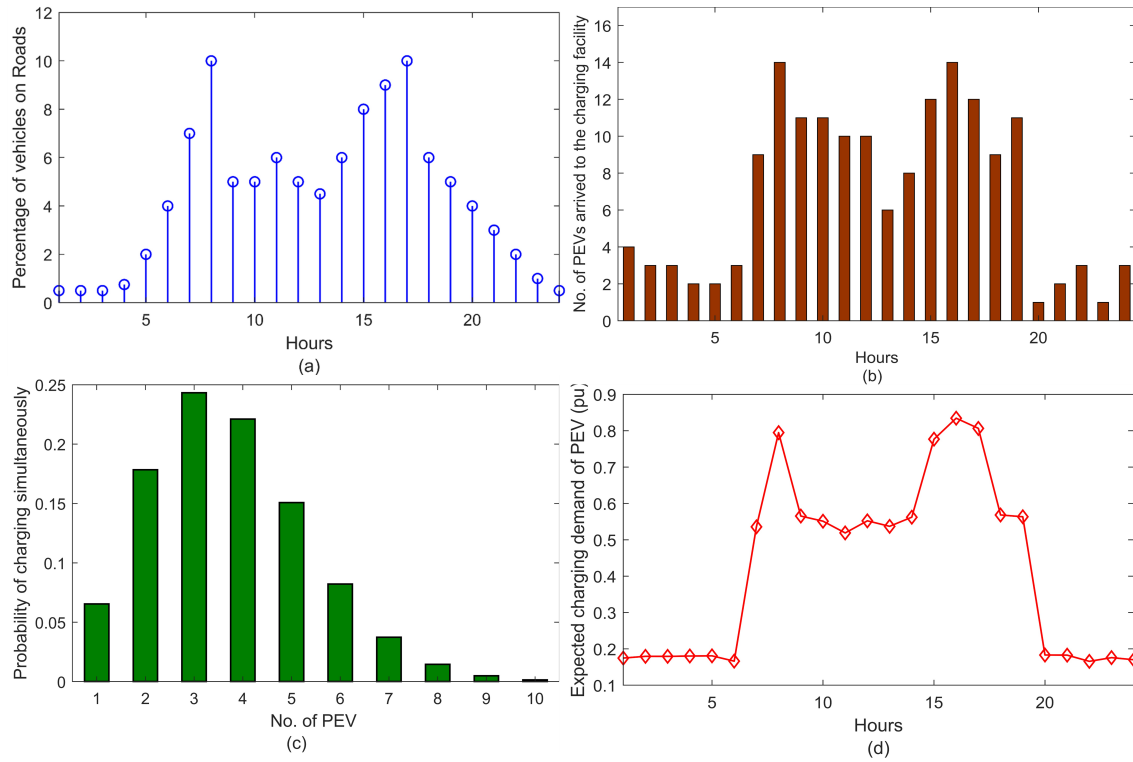 12
10
8
6
4
2
0
Percentage of vehicles on Roads
5 10 15 20
Hours
(a)
16
14
12
10
8
6
4
2
0
No. of PEVs arrived to the charging facility
5 10 15 20
Hours
(b)
0.25
0.2
0.15
0.1
0.05
0
Probability of charging simultaneously
1 2 3 4 5 6 7 8 9 10
No. of PEV
(c)
0.9
0.8
0.7
0.6
0.5
0.4
0.3
0.2
0.1
Expected charging demand of PEV (pu)
5 10 15 20
Hours
(d)